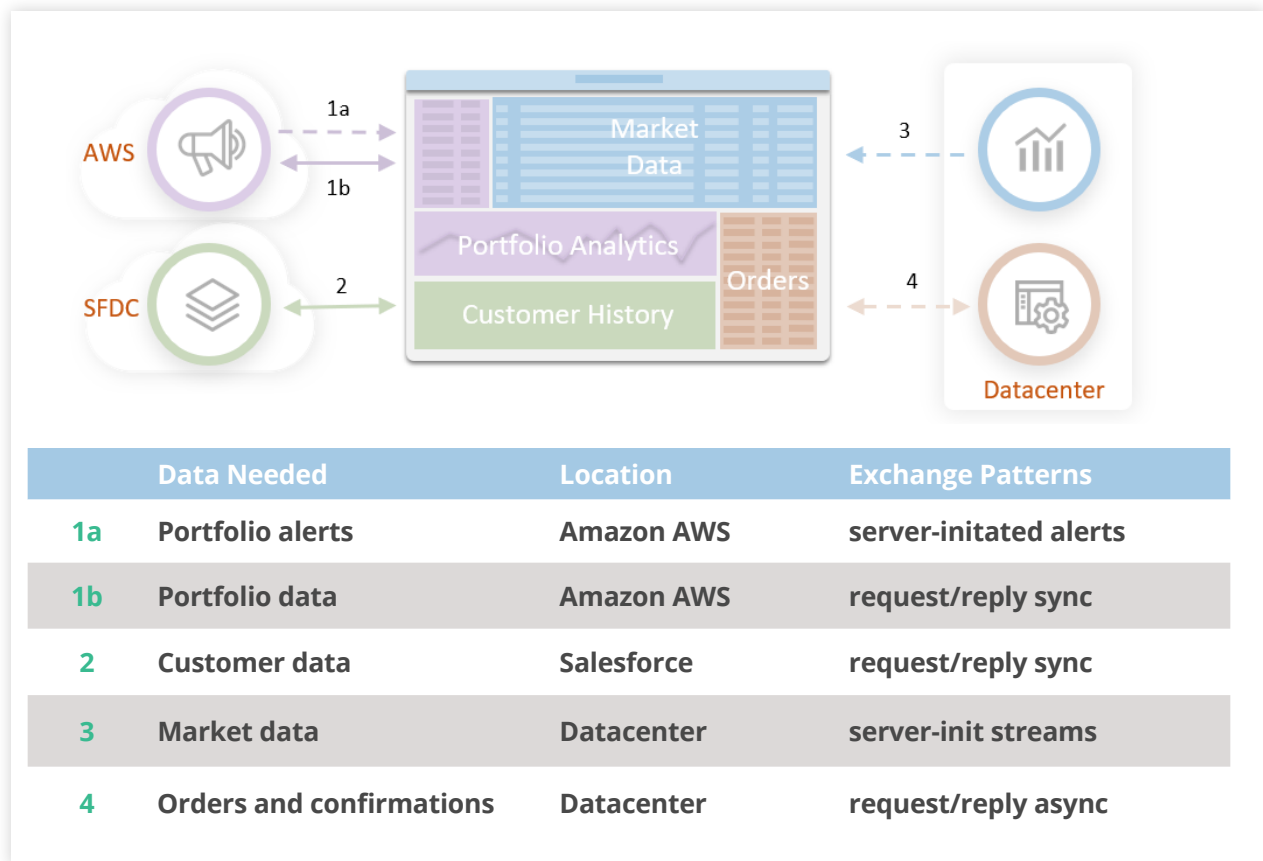 1a
AWS
1b
SFDC
2
Market
Data
Portfolio Analytics
Orders
Customer History
3
4
Datacenter
Data Needed Location Exchange Patterns
1a Portfolio alerts Amazon AWS server-initated alerts
1b Portfolio data Amazon AWS request/reply sync
2 Customer data Salesforce request/reply sync
3 Market data Datacenter server-init streams
4 Orders and confirmations Datacenter request/reply async